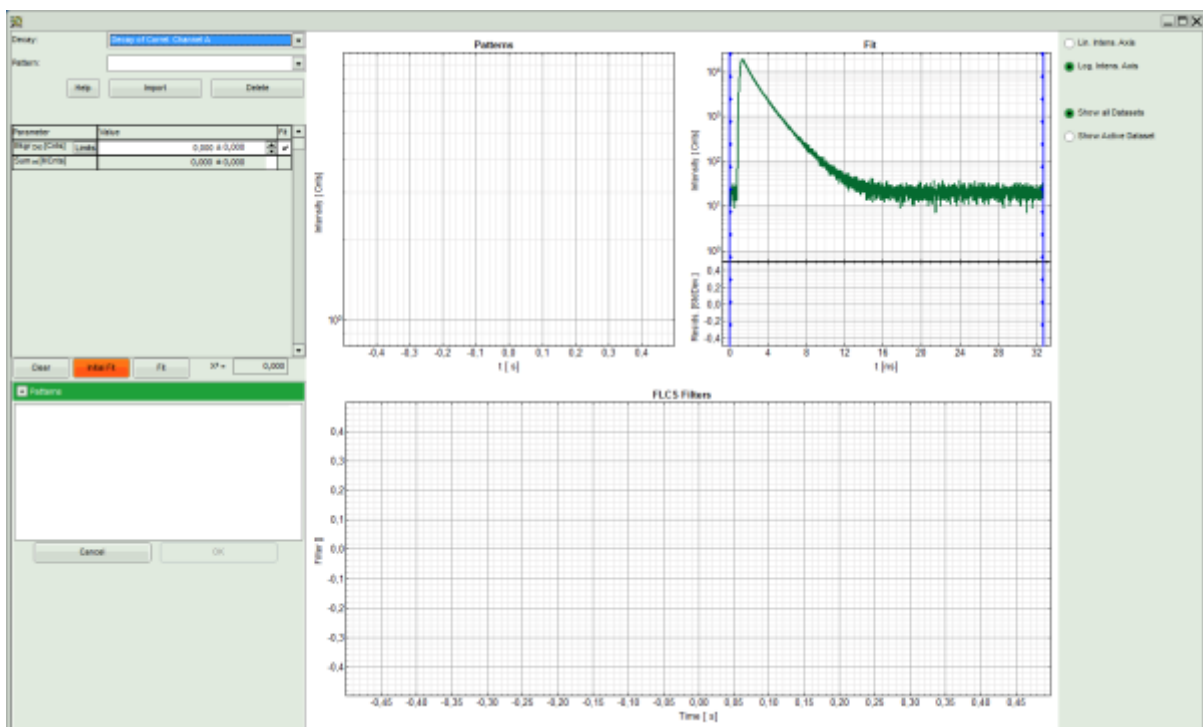 Decay:
Decay of Correl. Channel A
Pattern:
Help
Import
Delete
Parameter
Value
Fit
Limits
0,000 ± 0,000
0,000 ± 0,000
Clear
Initial Fit
Fit
X² =
0,000
Patterns
Cancel
OK
Patterns
Intensity [ Cnts]
10⁰
-0,4 -0,3 -0,2 -0,1 0,0 0,1 0,2 0,3 0,4
t [ s]
Fit
Intensity [ Cnts]
10⁴
10³
10²
10¹
10⁰
Resids. [StdDev.]
0,4
0,2
0,0
-0,2
-0,4
0 4 8 12 16 20 24 28 32
t [ns]
Lin. Intens. Axis
Log. Intens. Axis
Show all Datasets
Show Active Dataset
FLCS Filters
Filter []
0,4
0,3
0,2
0,1
0,0
-0,1
-0,2
-0,3
-0,4
-0,45 -0,40 -0,35 -0,30 -0,25 -0,20 -0,15 -0,10 -0,05 0,00 0,05 0,10 0,15 0,20 0,25 0,30 0,35 0,40 0,45
Time [ s]